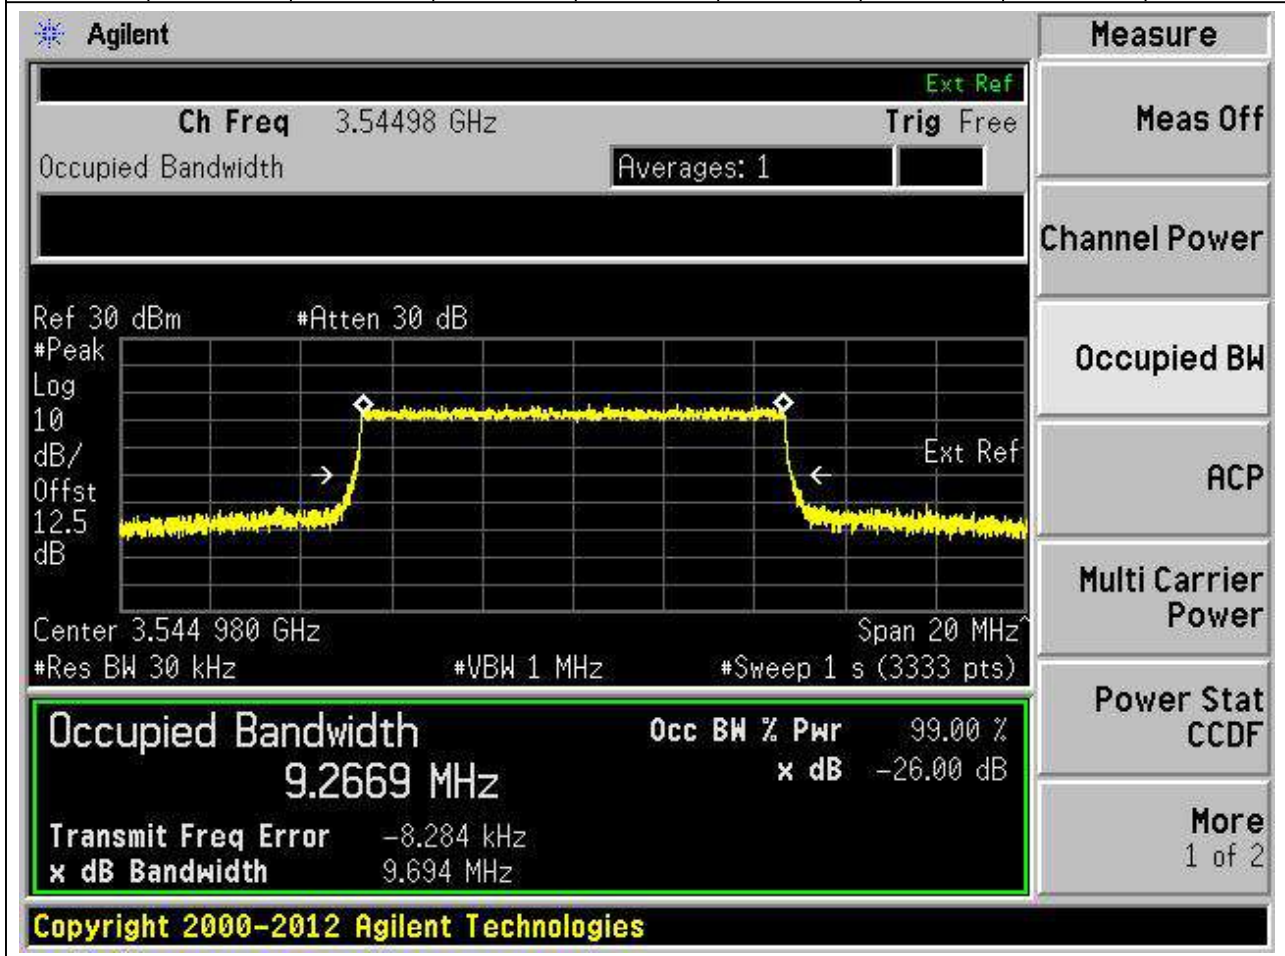 Agilent
Measure
Ext Ref
Ch Freq 3.54498 GHz Trig Free
Occupied Bandwidth Averages: 1
Meas Off
Channel Power
Occupied BW
ACP
Multi Carrier
Power
Power Stat
CCDF
More
1 of 2
Ref 30 dBm #Atten 30 dB
#Peak
Log
10
dB/
Offst
12.5
dB
Ext Ref
Center 3.544 980 GHz Span 20 MHz^
#Res BW 30 kHz #VBW 1 MHz #Sweep 1 s (3333 pts)
Occupied Bandwidth Occ BW % Pwr 99.00 %
9.2669 MHz x dB -26.00 dB
Transmit Freq Error -8.284 kHz
x dB Bandwidth 9.694 MHz
Copyright 2000-2012 Agilent Technologies